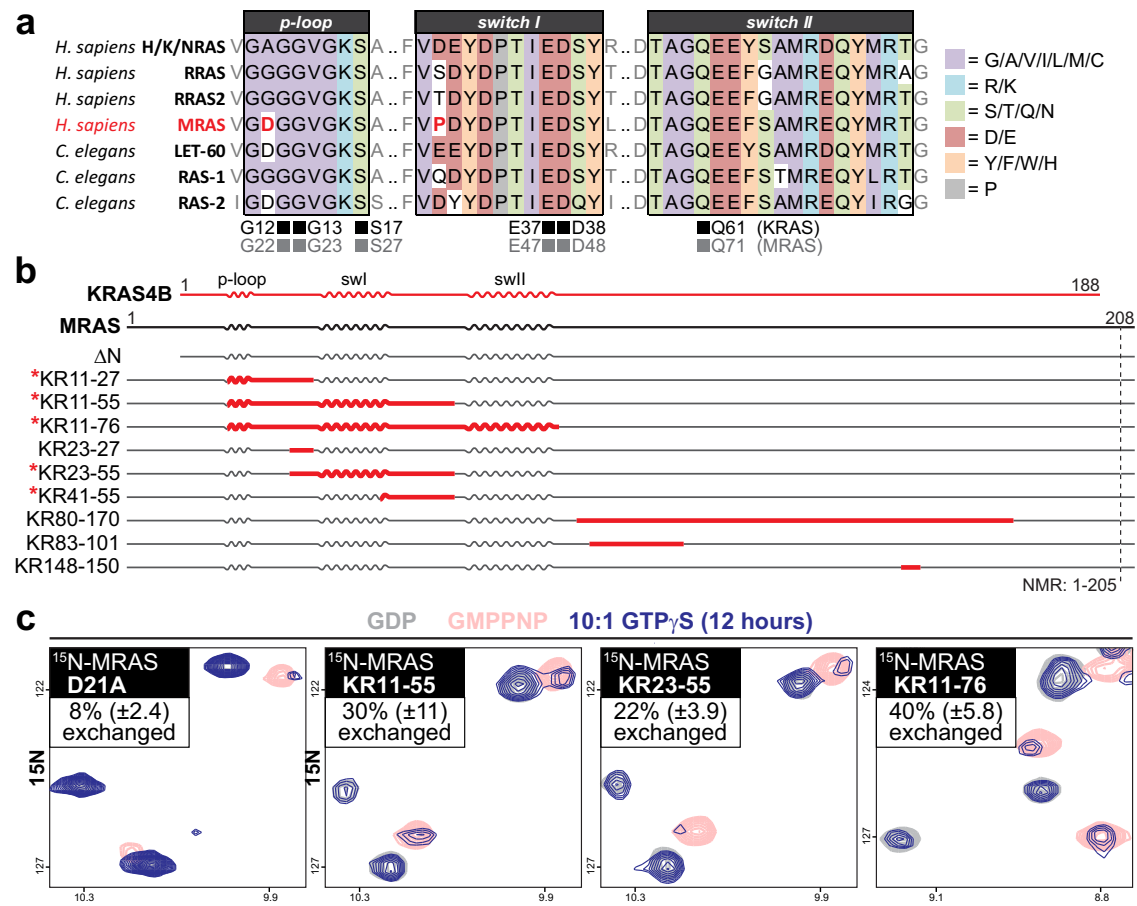 a
p-loop switch I switch II
H. sapiens H/K/NRAS VGAGGVGKSA..FVDEYDPTIEDSYR..DTAGQEEYSAMRDQYMRTG
H. sapiens RRAS VGGGGVGKSA..FVSDYDPTIEDSYT..DTAGQEEFGAMREQYMRAG
H. sapiens RRAS2 VGGGGVGKSA..FVTDYDPTIEDSYT..DTAGQEEFGAMREQYMRTG
H. sapiens MRAS VGDGGVGKSA..FVPDYDPTIEDSYL..DTAGQEEFSAMREQYMRTG
C. elegans LET-60 VGDGGVGKSA..FVEEYDPTIEDSYR..DTAGQEEYSAMRDQYMRTG
C. elegans RAS-1 VGGGGVGKSA..FVQDYDPTIEDSYT..DTAGQEEFSTMREQYLRTG
C. elegans RAS-2 IGDGGVGKSA..FVDYYDPTIEDQYI..DTAGQEEFSAMREQYIRGG
= G/A/V/I/L/M/C
= R/K
= S/T/Q/N
= D/E
= Y/F/W/H
= P
G12 G13 S17 E37 D38 Q61 (KRAS)
G22 G23 S27 E47 D48 Q71 (MRAS)
b
p-loop swI swII
KRAS4B 1 188
MRAS 1 208
ΔN
*KR11-27
*KR11-55
*KR11-76
KR23-27
*KR23-55
*KR41-55
KR80-170
KR83-101
KR148-150
NMR: 1-205
c
GDP GMPPNP 10:1 GTPγS (12 hours)
15N-MRAS
D21A
8% (±2.4)
exchanged
15N
122
127
10.3 9.9
15N-MRAS
KR11-55
30% (±11)
exchanged
15N
122
127
10.3 9.9
15N-MRAS
KR23-55
22% (±3.9)
exchanged
122
127
10.3 9.9
15N-MRAS
KR11-76
40% (±5.8)
exchanged
124
127
9.1 8.8